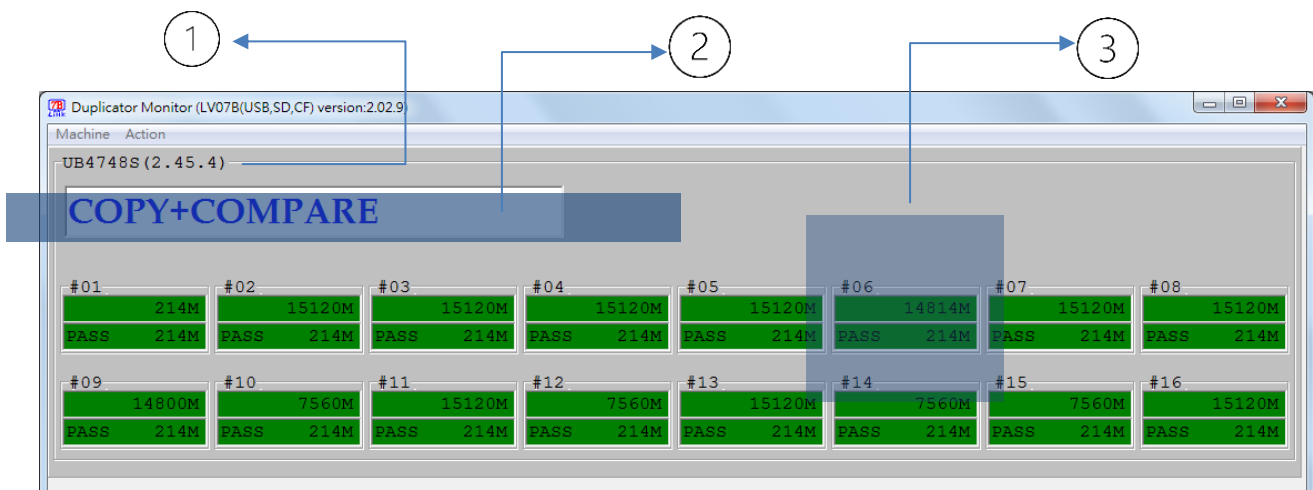 1
2
3
7B
Link
Duplicator Monitor (LV07B(USB,SD,CF) version:2.02.9)
Machine Action
UB4748S(2.45.4)
COPY+COMPARE
#01 #02 #03 #04 #05 #06 #07 #08
214M 15120M 15120M 15120M 15120M 14814M 15120M 15120M
PASS 214M PASS 214M PASS 214M PASS 214M PASS 214M PASS 214M PASS 214M PASS 214M
#09 #10 #11 #12 #13 #14 #15 #16
14800M 7560M 15120M 7560M 15120M 7560M 7560M 15120M
PASS 214M PASS 214M PASS 214M PASS 214M PASS 214M PASS 214M PASS 214M PASS 214M